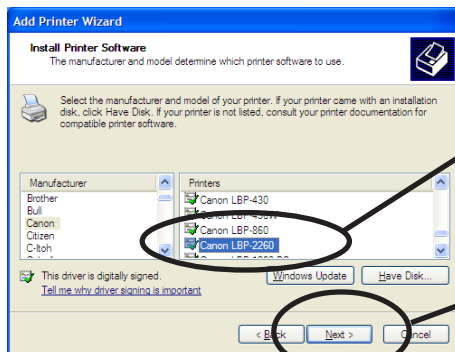 Add Printer Wizard
Install Printer Software
The manufacturer and model detemine which printer software to use.
Select the manufacturer and model of your printer. If your printer came with an installation
disk, click Have Disk. If your printer is not listed, consult your printer documentation for
compatible printer software.
Manufacturer
Brother
Bull
Canon
Citizen
C-Itoh
Printers
Canon LBP-430
Canon LBP-430W
Canon LBP-860
Canon LBP-2260
This driver is digitally signed.
Tell me why driver signing is important
Windows Update
Have Disk...
< Back
Next >
Cancel